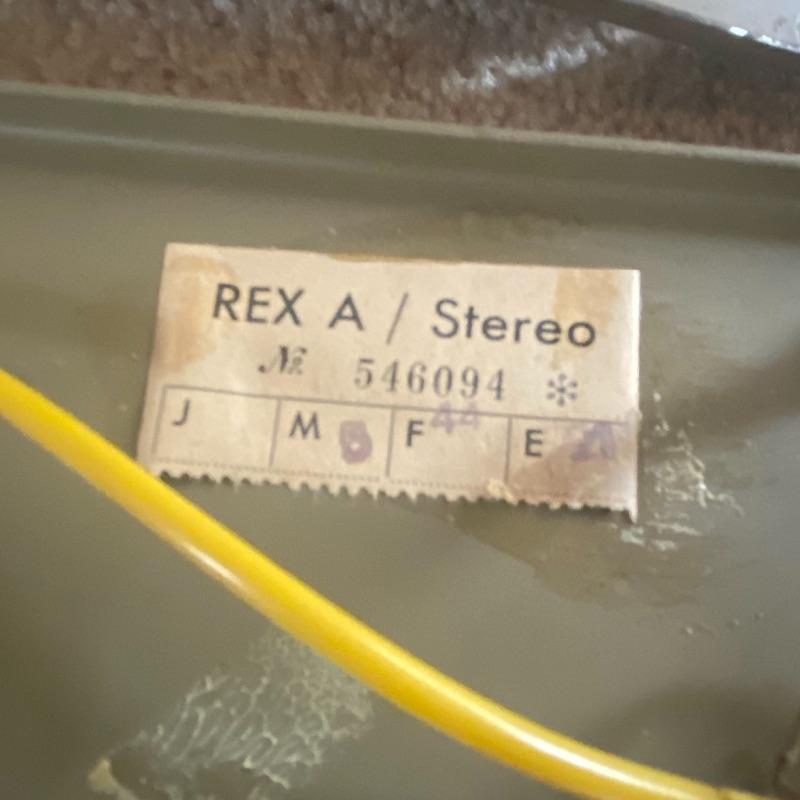 REX A / Stereo
№ 546094 *
J M F 44 E